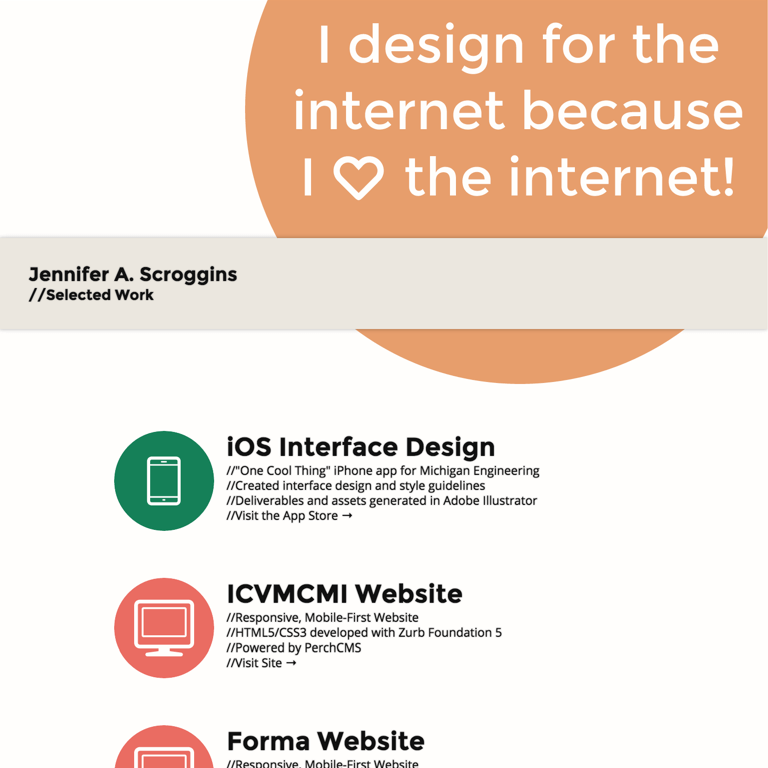 I design for the
internet because
I ♡ the internet!
Jennifer A. Scroggins
//Selected Work
iOS Interface Design
//"One Cool Thing" iPhone app for Michigan Engineering
//Created interface design and style guidelines
//Deliverables and assets generated in Adobe Illustrator
//Visit the App Store →
ICVMCMI Website
//Responsive, Mobile-First Website
//HTML5/CSS3 developed with Zurb Foundation 5
//Powered by PerchCMS
//Visit Site →
Forma Website
//Responsive, Mobile-First Website